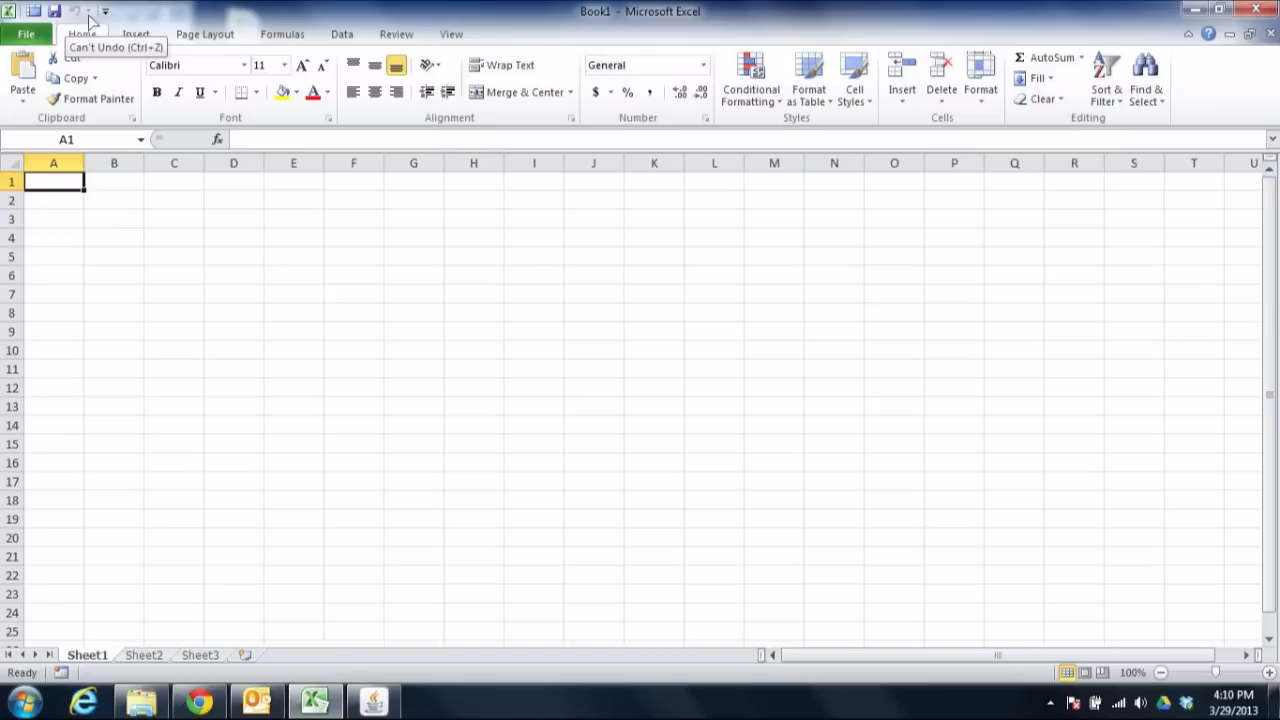 Book1 - Microsoft Excel
File Home Insert Page Layout Formulas Data Review View
Can't Undo (Ctrl+Z)
Paste
Cut
Copy
Format Painter
Clipboard
Calibri 11
B I U A
Font
Wrap Text
Merge & Center
Alignment
General
$ % ,
Number
Conditional Formatting
Format as Table
Cell Styles
Styles
Insert Delete Format
Cells
Σ AutoSum
Fill
Clear
Sort & Filter
Find & Select
Editing
A1 fx
A B C D E F G H I J K L M N O P Q R S T U
1
2
3
4
5
6
7
8
9
10
11
12
13
14
15
16
17
18
19
20
21
22
23
24
25
Sheet1 Sheet2 Sheet3
Ready 100%
4:10 PM
3/29/2013